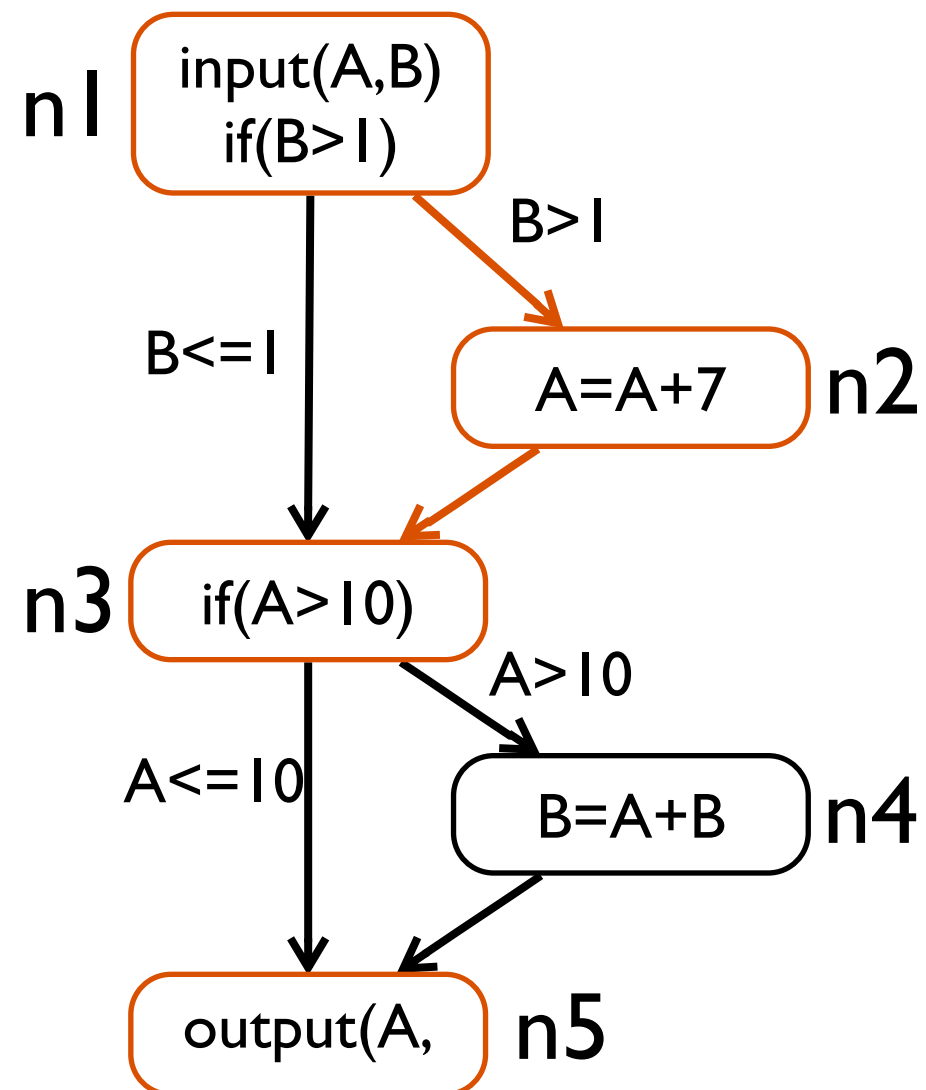 n1
input(A,B)
if(B>1)
B>1
B<=1
A=A+7
n2
n3
if(A>10)
A>10
A<=10
B=A+B
n4
output(A,
n5